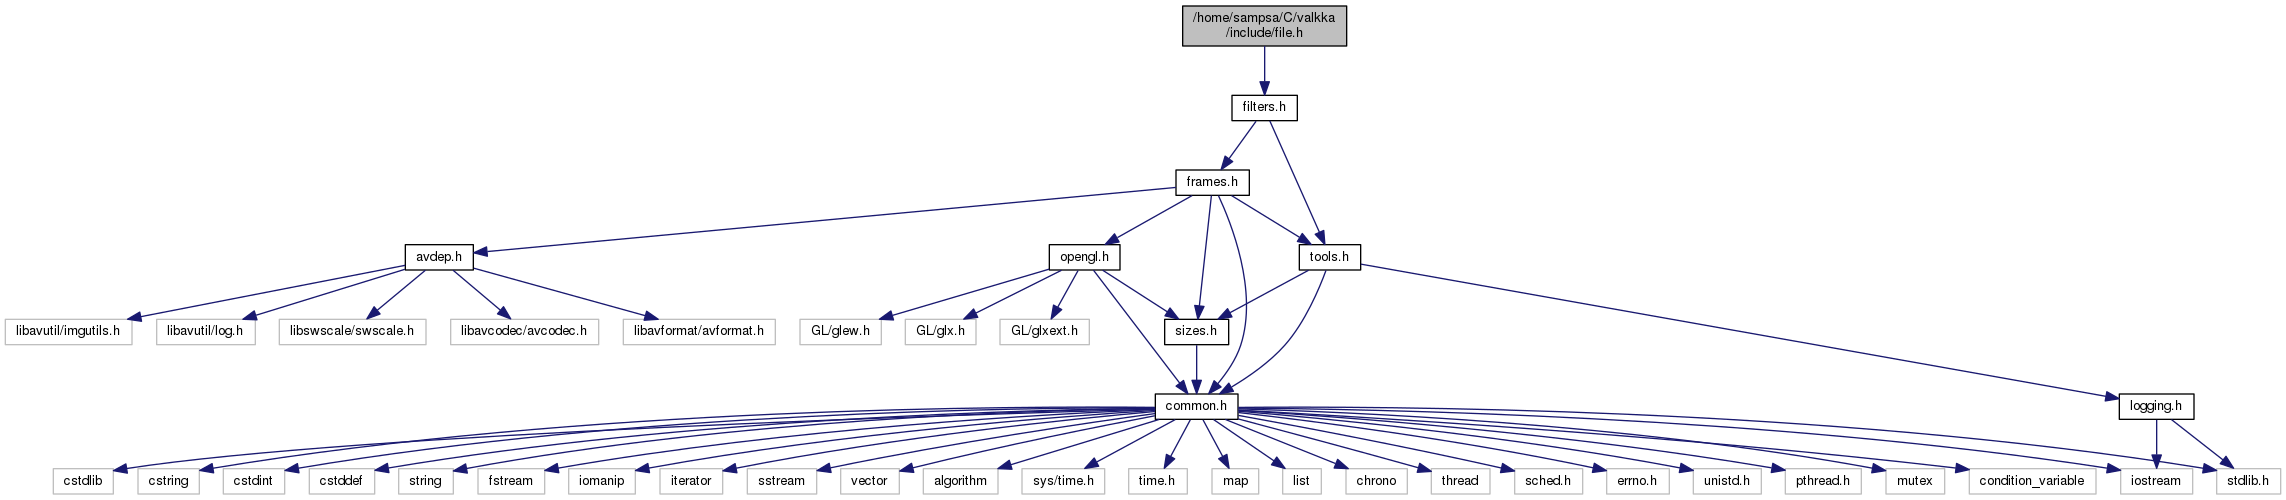 /home/sampsa/C/valkka
/include/file.h
filters.h
frames.h
avdep.h
opengl.h
tools.h
libavutil/imgutils.h
libavutil/log.h
libswscale/swscale.h
libavcodec/avcodec.h
libavformat/avformat.h
GL/glew.h
GL/glx.h
GL/glxext.h
sizes.h
common.h
logging.h
cstdlib
cstring
cstdint
cstddef
string
fstream
iomanip
iterator
sstream
vector
algorithm
sys/time.h
time.h
map
list
chrono
thread
sched.h
errno.h
unistd.h
pthread.h
mutex
condition_variable
iostream
stdlib.h